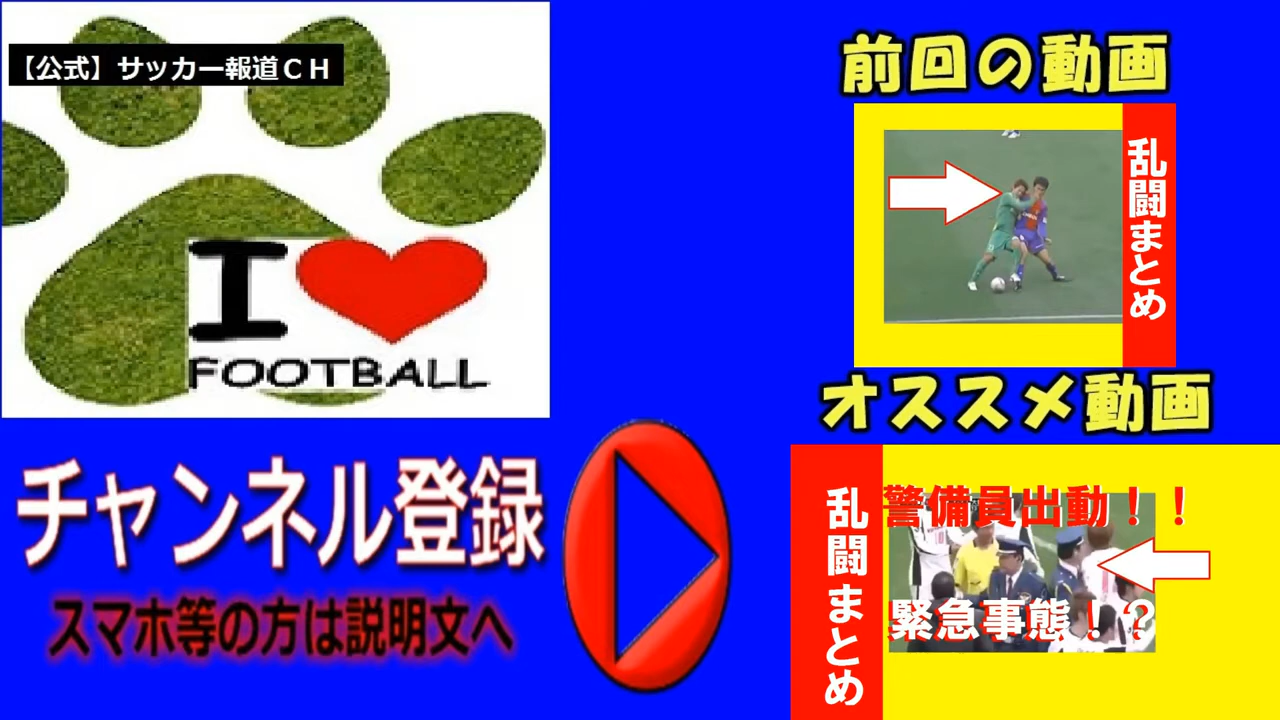 【公式】サッカー報道CH
I
FOOTBALL
チャンネル登録
スマホ等の方は説明文へ
前回の動画
乱闘まとめ
オススメ動画
乱闘まとめ
警備員出動！！
緊急事態！？